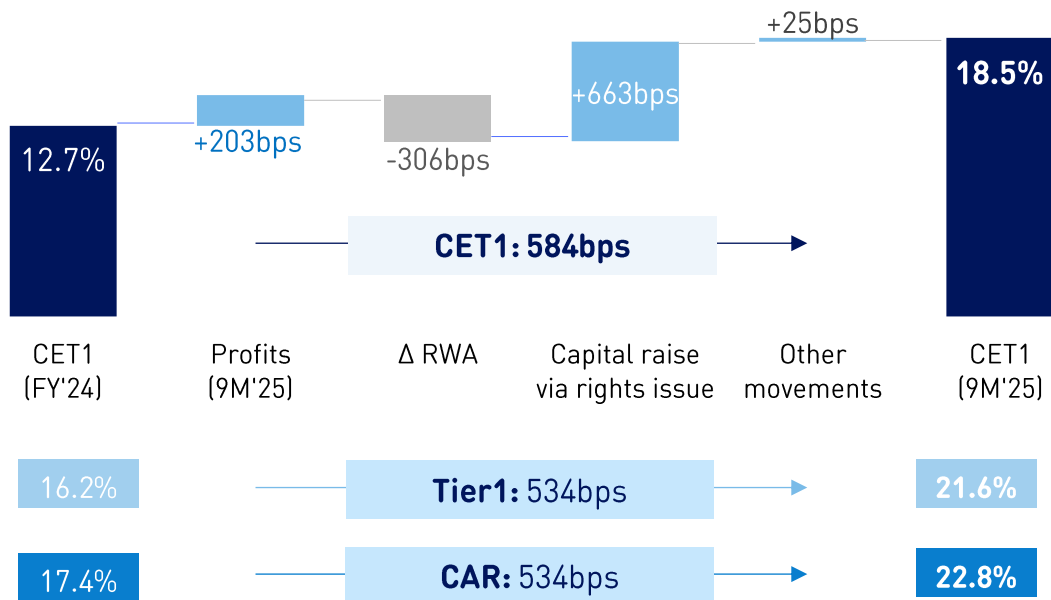 +25bps
18.5%
+663bps
12.7%
+203bps
-306bps
CET1: 584bps
CET1
(FY'24)
Profits
(9M'25)
Δ RWA
Capital raise
via rights issue
Other
movements
CET1
(9M'25)
16.2%
Tier1: 534bps
21.6%
17.4%
CAR: 534bps
22.8%